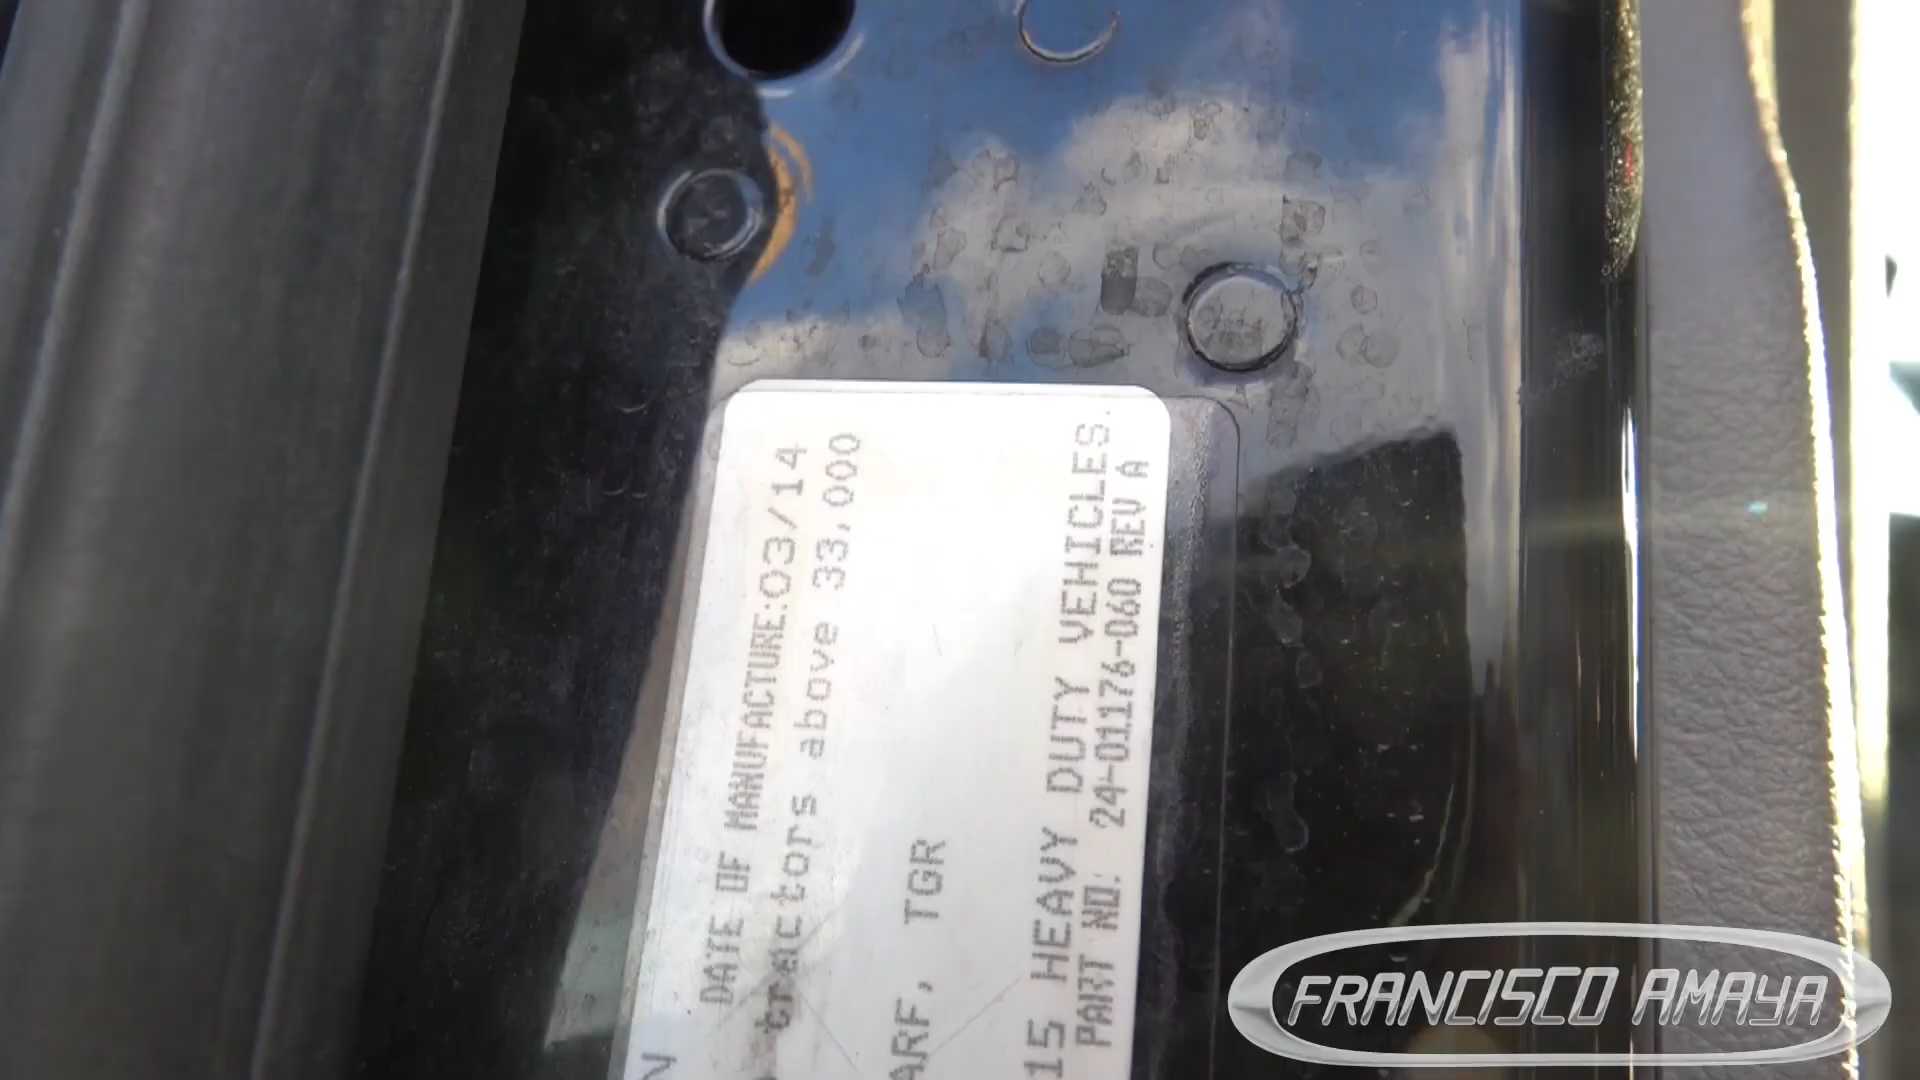 DATE OF MANUFACTURE:03/14
tractors above 33,000
ARF, TGR
15 HEAVY DUTY VEHICLES.
PART NO: 24-01176-060 REV A
FRANCISCO AMAYA